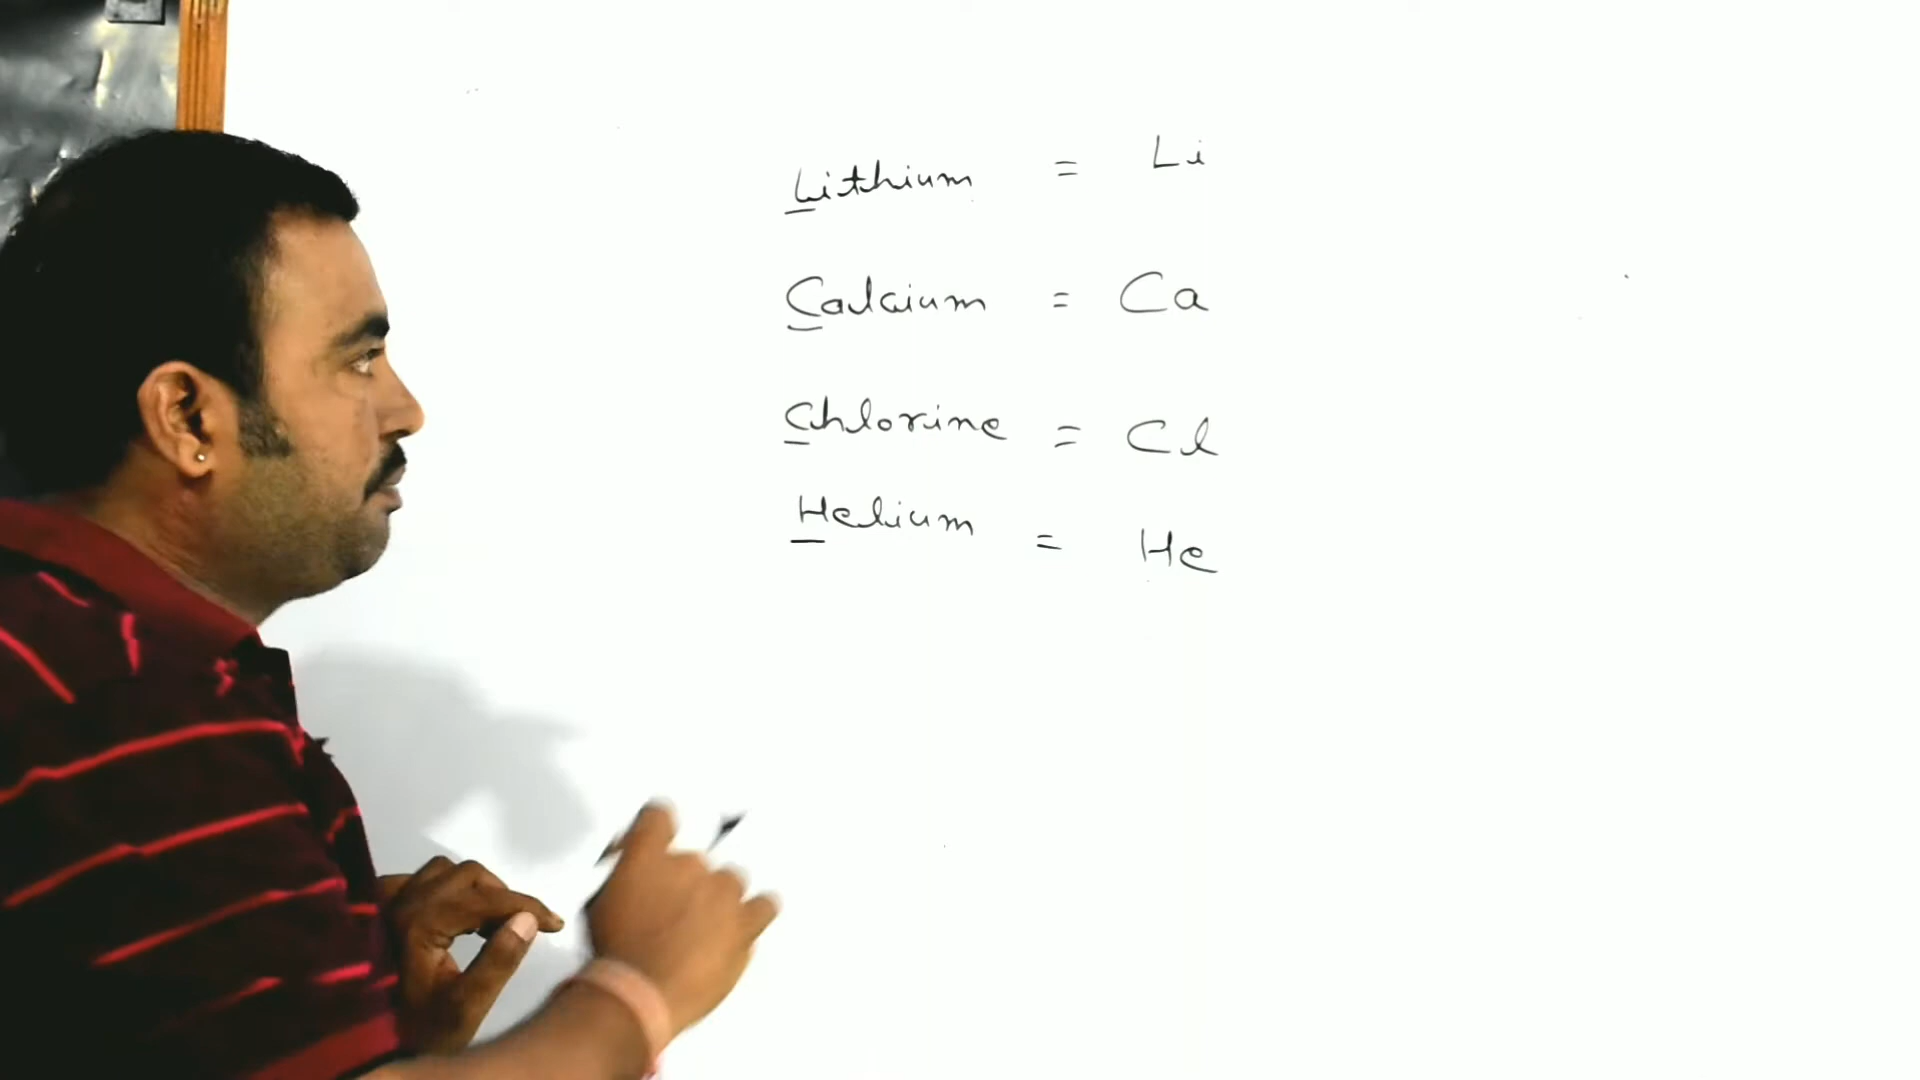 Lithium = Li
Calcium = Ca
Chlorine = Cl
Helium = He